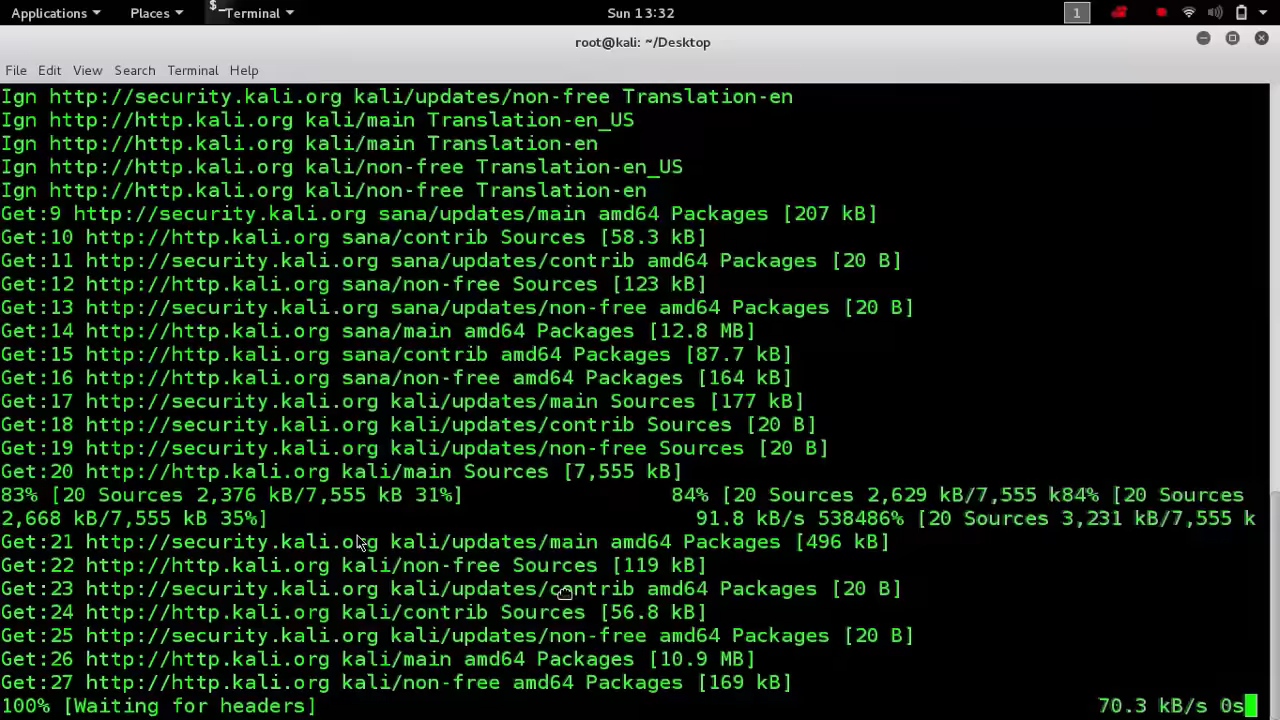 Applications Places Terminal Sun 13:32 1
root@kali: ~/Desktop
File Edit View Search Terminal Help
Ign http://security.kali.org kali/updates/non-free Translation-en
Ign http://http.kali.org kali/main Translation-en_US
Ign http://http.kali.org kali/main Translation-en
Ign http://http.kali.org kali/non-free Translation-en_US
Ign http://http.kali.org kali/non-free Translation-en
Get:9 http://security.kali.org sana/updates/main amd64 Packages [207 kB]
Get:10 http://http.kali.org sana/contrib Sources [58.3 kB]
Get:11 http://security.kali.org sana/updates/contrib amd64 Packages [20 B]
Get:12 http://http.kali.org sana/non-free Sources [123 kB]
Get:13 http://security.kali.org sana/updates/non-free amd64 Packages [20 B]
Get:14 http://http.kali.org sana/main amd64 Packages [12.8 MB]
Get:15 http://http.kali.org sana/contrib amd64 Packages [87.7 kB]
Get:16 http://http.kali.org sana/non-free amd64 Packages [164 kB]
Get:17 http://security.kali.org kali/updates/main Sources [177 kB]
Get:18 http://security.kali.org kali/updates/contrib Sources [20 B]
Get:19 http://security.kali.org kali/updates/non-free Sources [20 B]
Get:20 http://http.kali.org kali/main Sources [7,555 kB]
83% [20 Sources 2,376 kB/7,555 kB 31%] 84% [20 Sources 2,629 kB/7,555 k84% [20 Sources
2,668 kB/7,555 kB 35%] 91.8 kB/s 538486% [20 Sources 3,231 kB/7,555 k
Get:21 http://security.kali.org kali/updates/main amd64 Packages [496 kB]
Get:22 http://http.kali.org kali/non-free Sources [119 kB]
Get:23 http://security.kali.org kali/updates/contrib amd64 Packages [20 B]
Get:24 http://http.kali.org kali/contrib Sources [56.8 kB]
Get:25 http://security.kali.org kali/updates/non-free amd64 Packages [20 B]
Get:26 http://http.kali.org kali/main amd64 Packages [10.9 MB]
Get:27 http://http.kali.org kali/non-free amd64 Packages [169 kB]
100% [Waiting for headers] 70.3 kB/s 0s